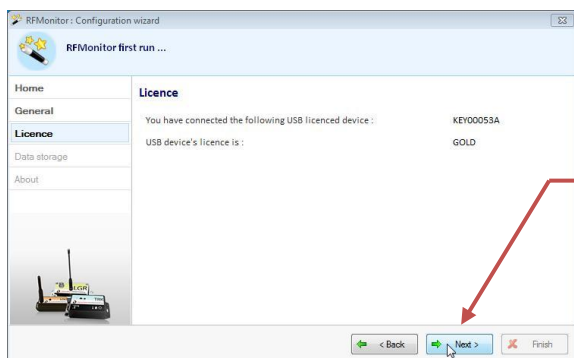 RFMonitor : Configuration wizard
RFMonitor first run ...
Home
General
Licence
Data storage
About
Licence
You have connected the following USB licenced device : KEY00053A
USB device's licence is : GOLD
LGR
< Back Next > Finish